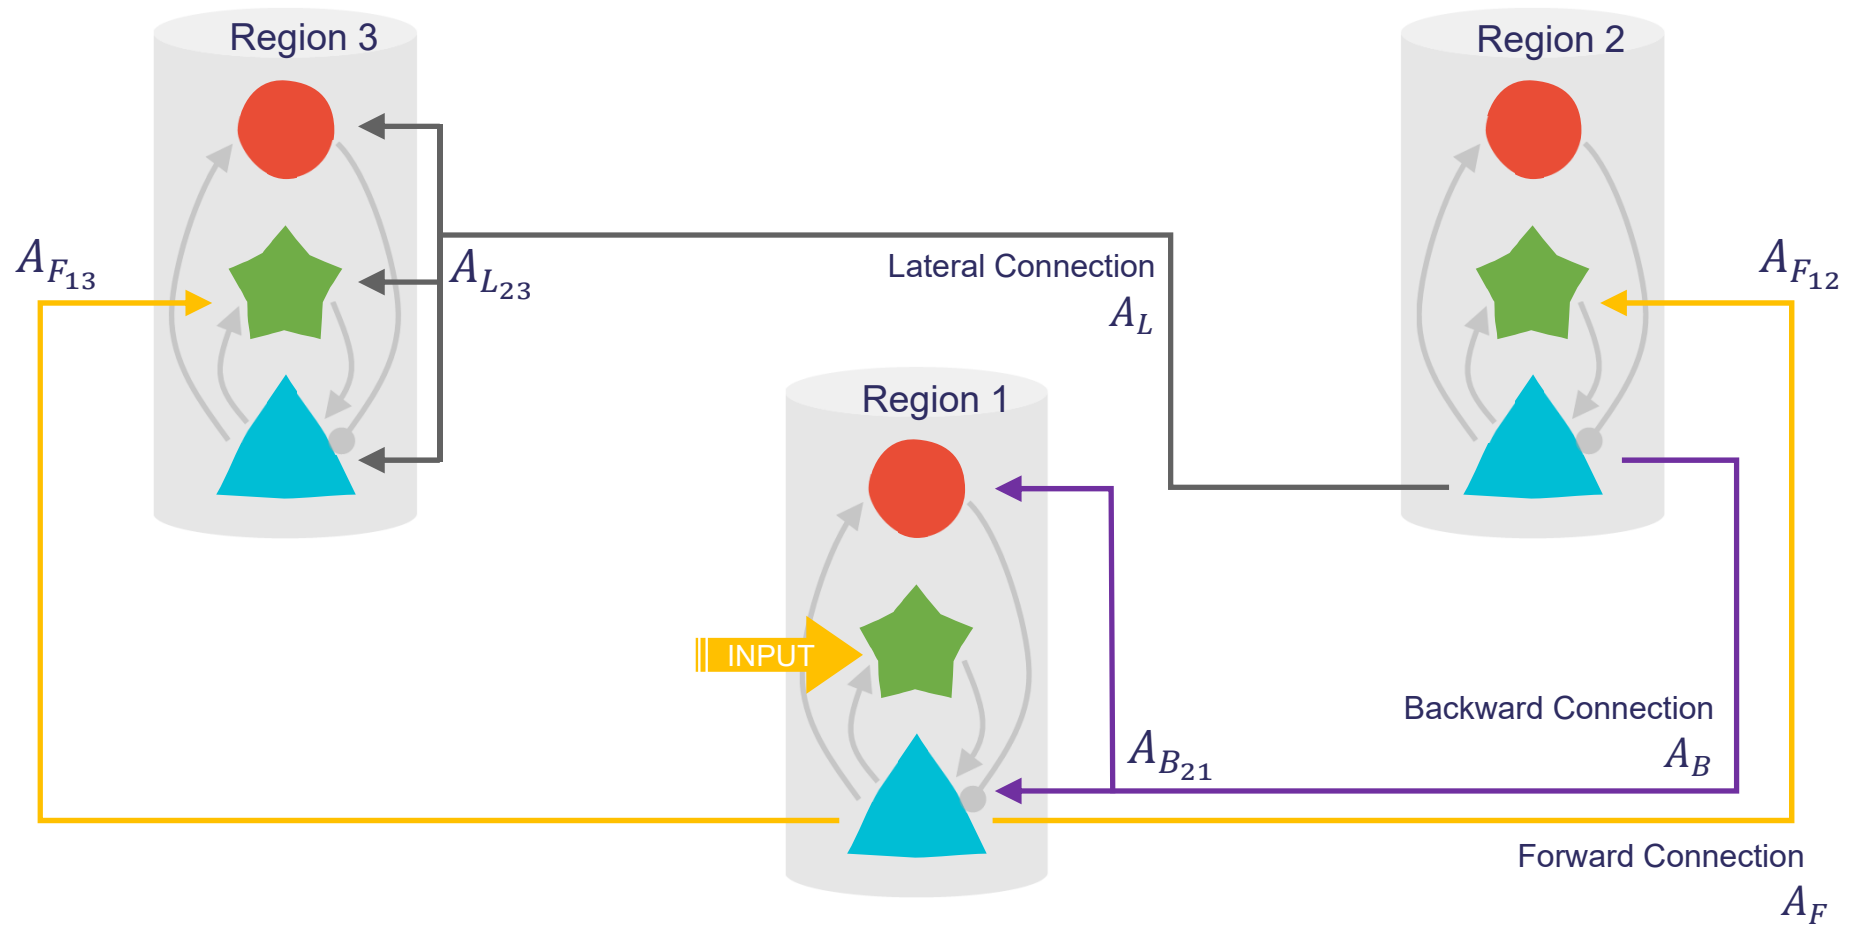 Region 3
Region 2
A_{F_{13}}
A_{L_{23}}
Lateral Connection
A_L
A_{F_{12}}
Region 1
INPUT
Backward Connection
A_{B_{21}}
A_B
Forward Connection
A_F